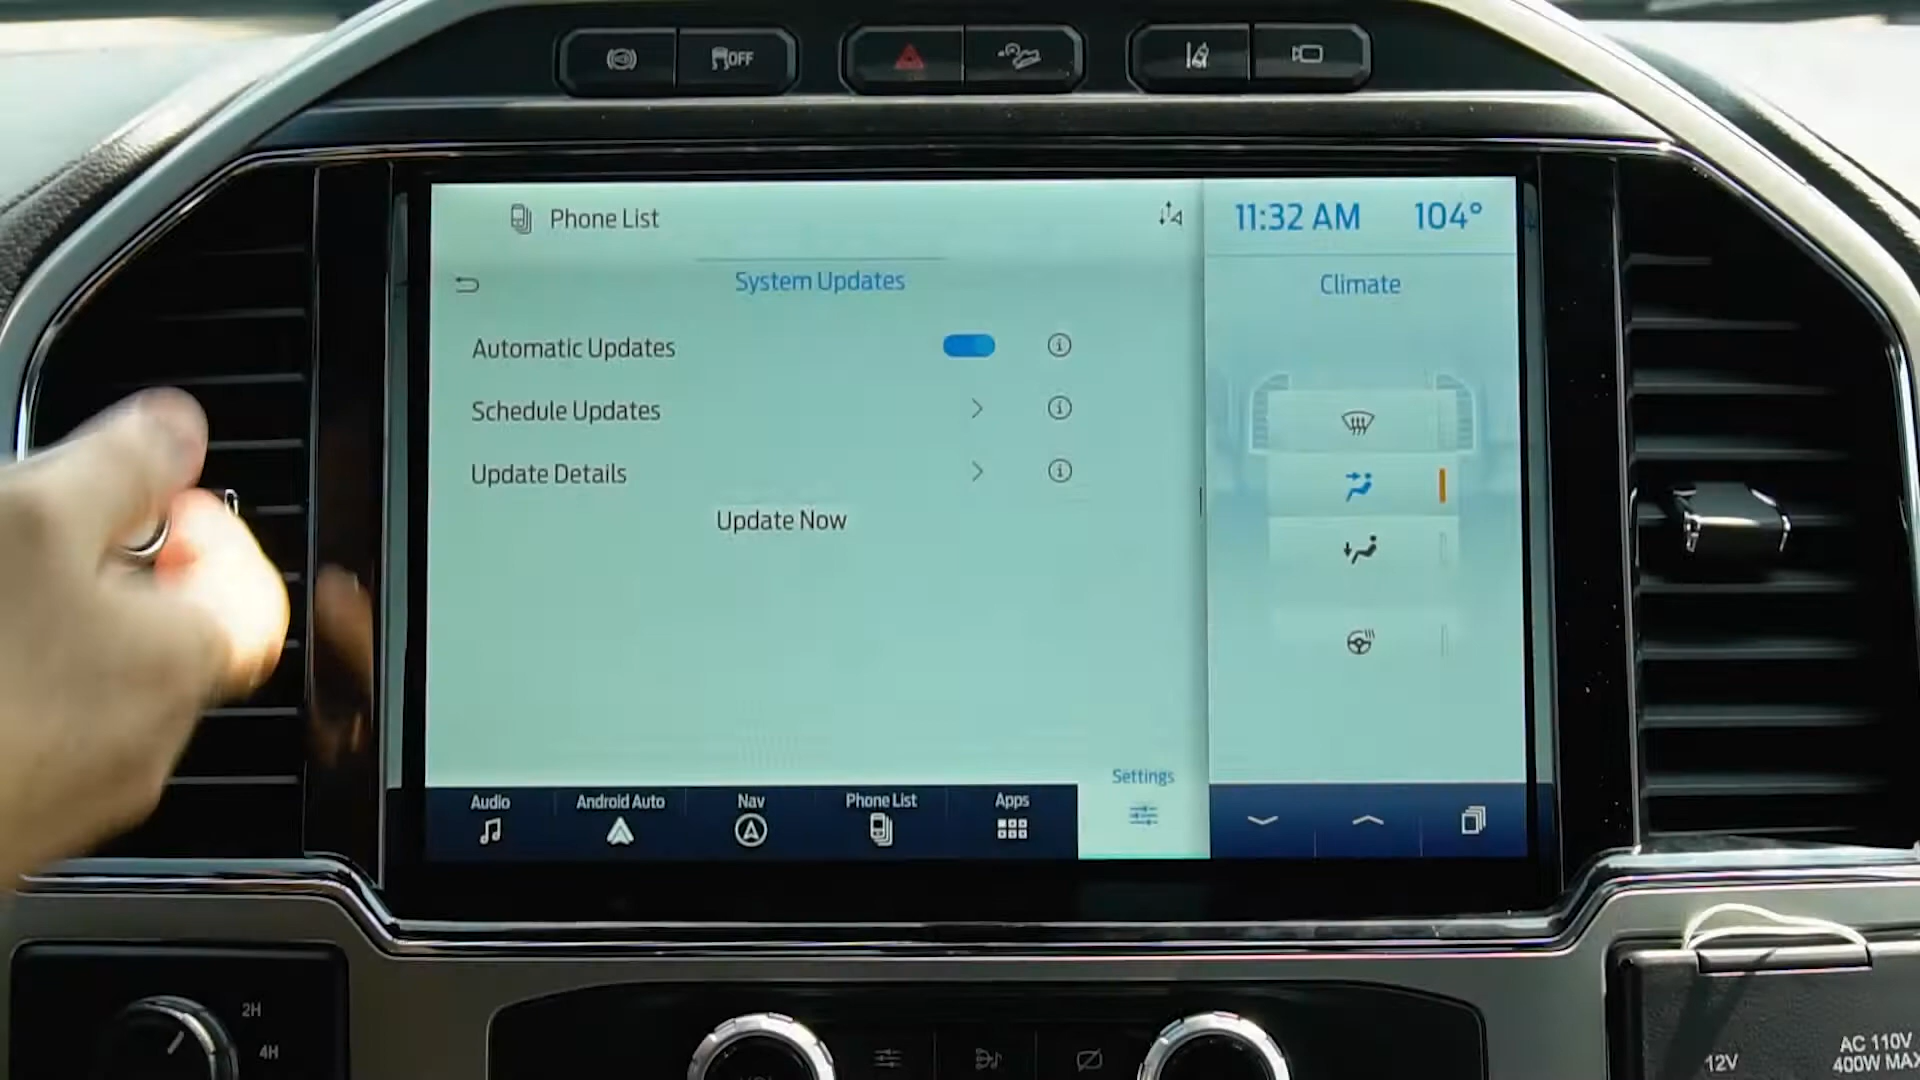 OFF
Phone List
11:32 AM 104°
System Updates
Climate
Automatic Updates
Schedule Updates
Update Details
Update Now
Settings
Audio
Android Auto
Nav
Phone List
Apps
2H
4H
12V
AC 110V
400W MAX